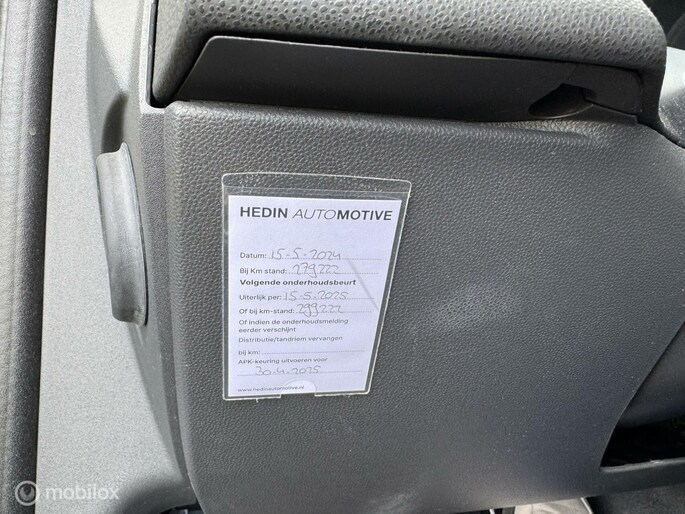 HEDIN AUTOMOTIVE
Datum: 15-5-2024
Bij Km stand: 279222
Volgende onderhoudsbeurt
Uiterlijk per: 15-5-2025
Of bij km-stand: 299222
Of indien de onderhoudsmelding
eerder verschijnt
Distributie/tandriem vervangen
bij km:
APK-keuring uitvoeren voor
30-4-2025
www.hedinautomotive.nl
mobilox